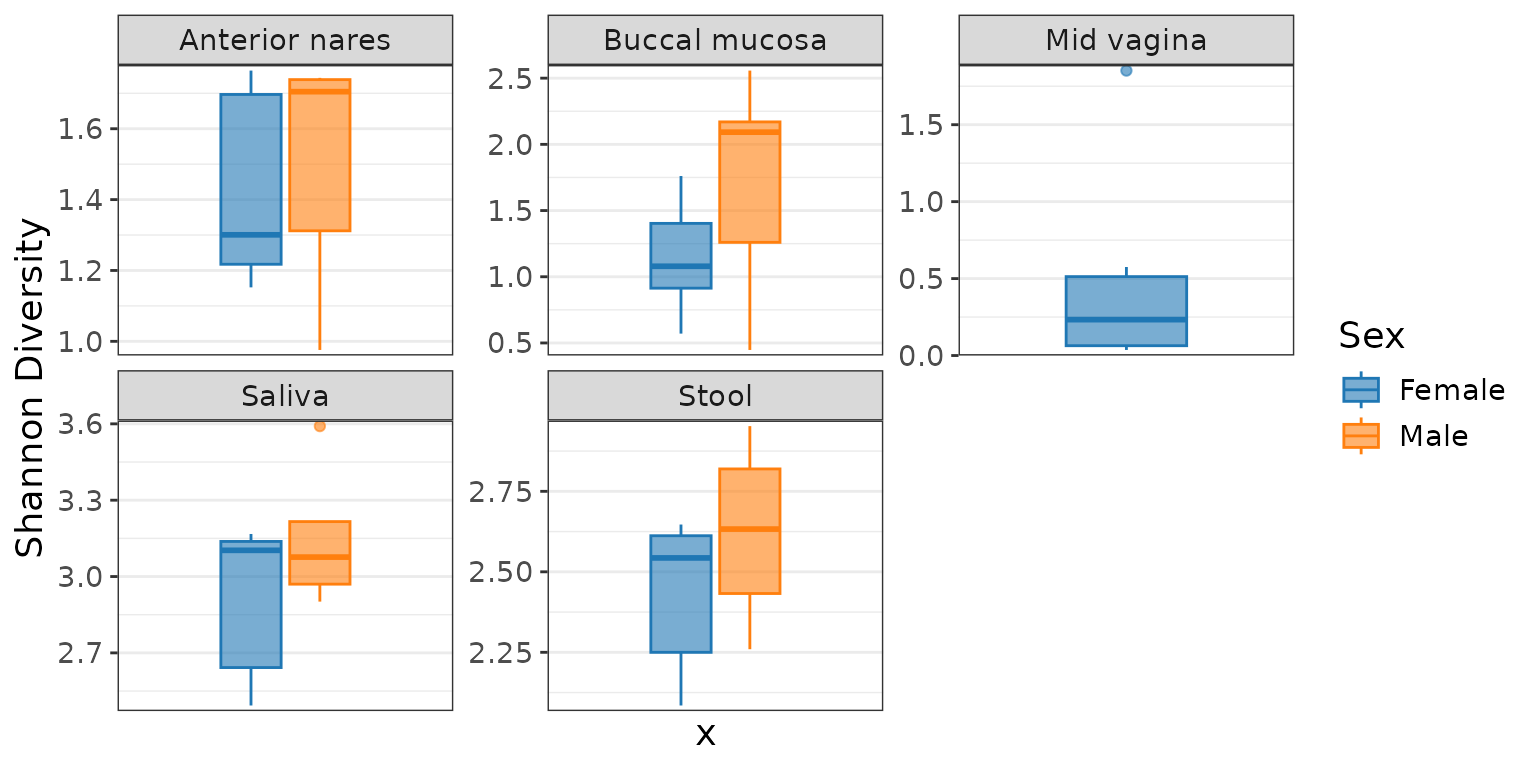 Anterior nares
Buccal mucosa
Mid vagina
1.6
1.4
1.2
1.0
2.5
2.0
1.5
1.0
0.5
1.5
1.0
0.5
0.0
Shannon Diversity
Saliva
Stool
3.6
3.3
3.0
2.7
2.75
2.50
2.25
x
Sex
Female
Male